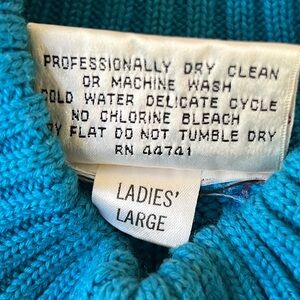 PROFESSIONALLY DRY CLEAN
OR MACHINE WASH
COLD WATER DELICATE CYCLE
NO CHLORINE BLEACH
FLAT DO NOT TUMBLE DRY
RN 44741
LADIES'
LARGE